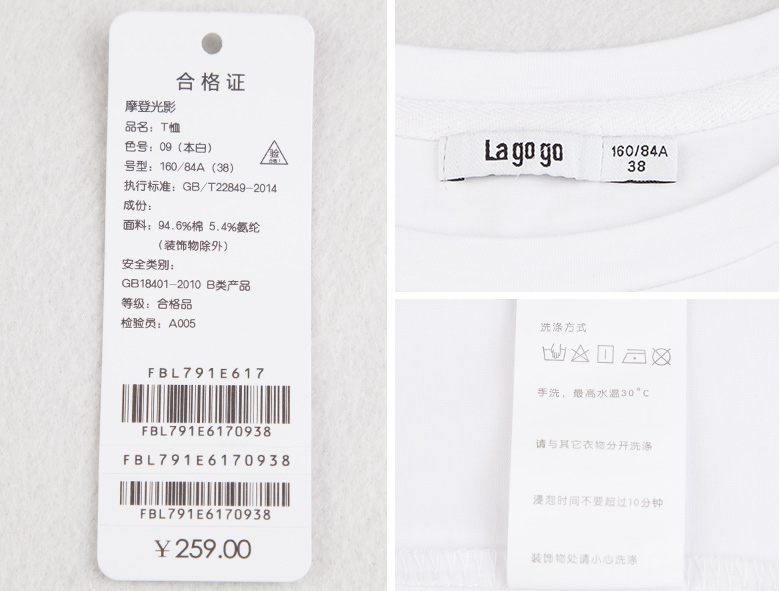 合格证
摩登光影
品名：T恤
色号：09（本白）
号型：160/84A（38）
验
合格1
执行标准：GB/T22849-2014
成份：
面料：94.6%棉 5.4%氨纶
（装饰物除外）
安全类别：
GB18401-2010 B类产品
等级：合格品
检验员：A005
FBL791E617
FBL791E6170938
FBL791E6170938
FBL791E6170938
￥259.00
La go go
160/84A
38
洗涤方式
手洗，最高水温30°C
请与其它衣物分开洗涤
浸泡时间不要超过10分钟
装饰物处请小心洗涤